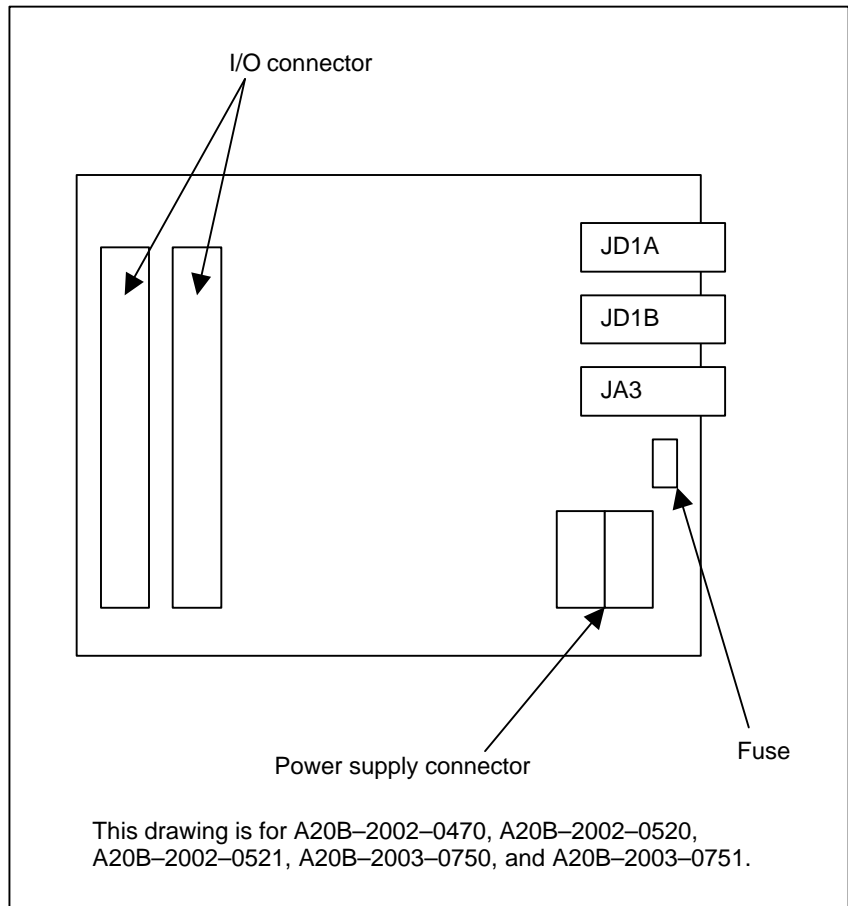 I/O connector
JD1A
JD1B
JA3
Fuse
Power supply connector
This drawing is for A20B–2002–0470, A20B–2002–0520,
A20B–2002–0521, A20B–2003–0750, and A20B–2003–0751.